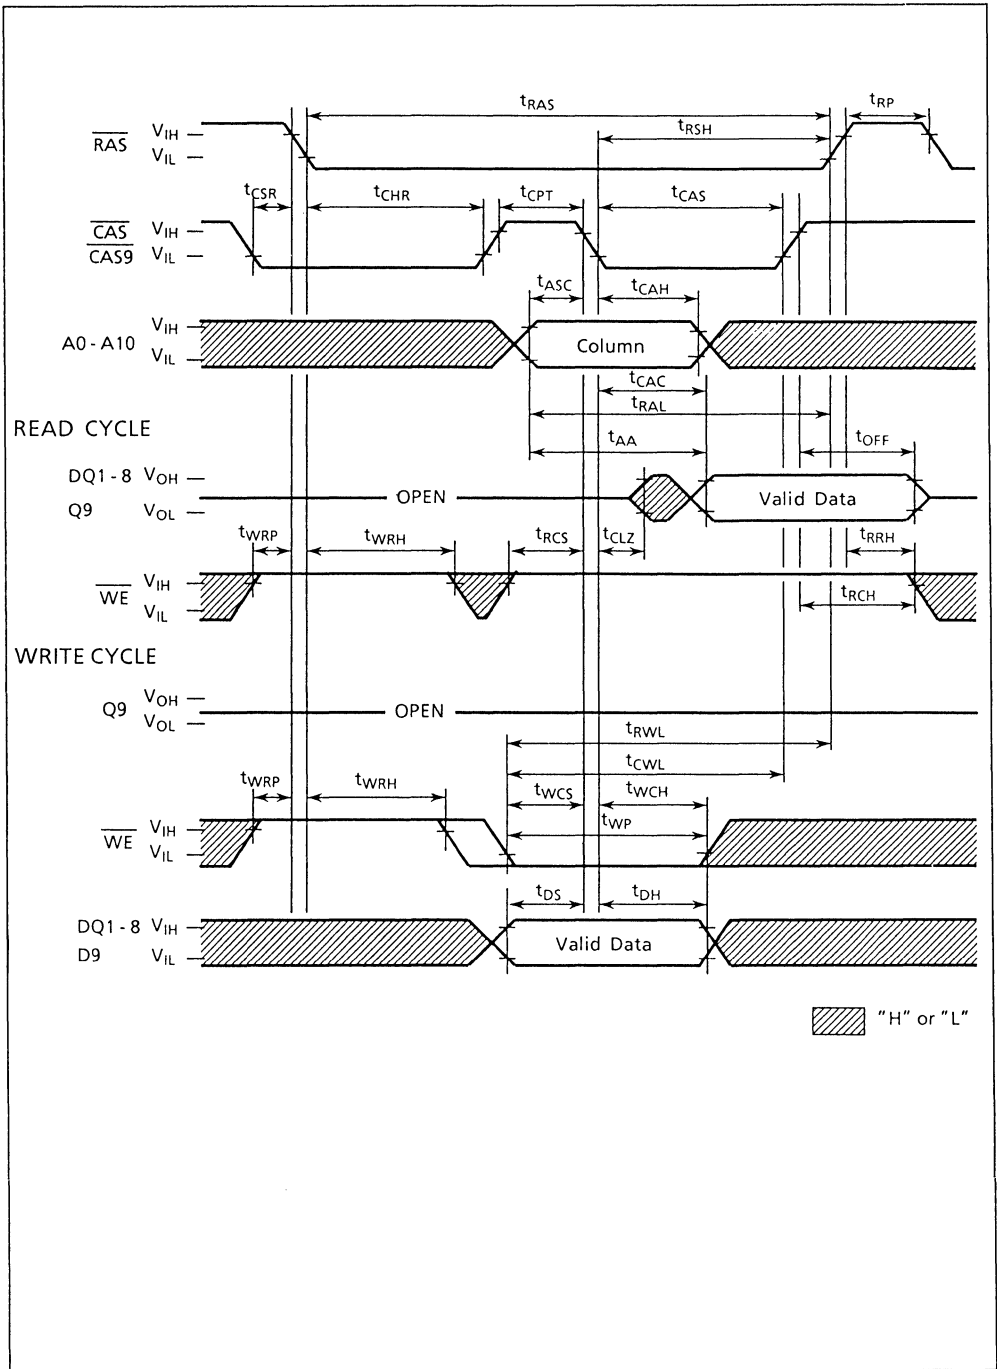 tRAS
tRP
tRSH
RAS VIH
VIL
tCSR tCHR tCPT tCAS
CAS VIH
CAS9 VIL
tASC tCAH
A0 - A10 VIH
VIL
Column
tCAC
tRAL
READ CYCLE
tAA tOFF
DQ1 - 8 VOH
OPEN Valid Data
Q9 VOL
tWRP tWRH tRCS tCLZ tRRH
WE VIH
VIL
tRCH
WRITE CYCLE
Q9 VOH
VOL
OPEN
tRWL
tCWL
tWRP tWRH tWCS tWCH
tWP
WE VIH
VIL
tDS tDH
DQ1 - 8 VIH
Valid Data
D9 VIL
"H" or "L"